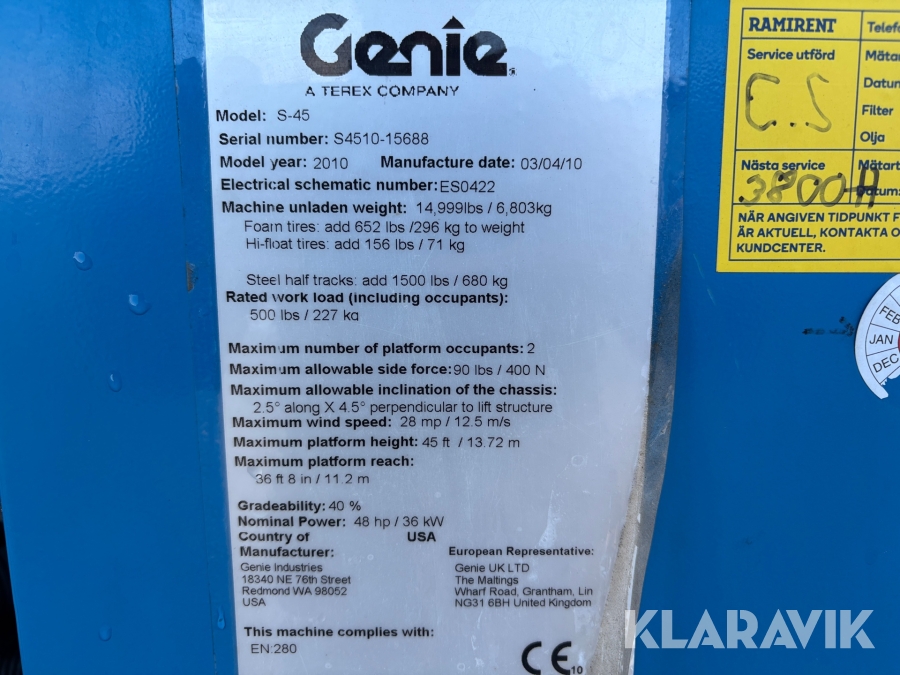 Genie
A TEREX COMPANY
Model: S-45
Serial number: S4510-15688
Model year: 2010 Manufacture date: 03/04/10
Electrical schematic number: ES0422
Machine unladen weight: 14,999lbs / 6,803kg
Foam tires: add 652 lbs /296 kg to weight
Hi-float tires: add 156 lbs / 71 kg
Steel half tracks: add 1500 lbs / 680 kg
Rated work load (including occupants):
500 lbs / 227 kg
Maximum number of platform occupants: 2
Maximum allowable side force: 90 lbs / 400 N
Maximum allowable inclination of the chassis:
2.5° along X 4.5° perpendicular to lift structure
Maximum wind speed: 28 mp / 12.5 m/s
Maximum platform height: 45 ft / 13.72 m
Maximum platform reach:
36 ft 8 in / 11.2 m
Gradeability: 40 %
Nominal Power: 48 hp / 36 kW
Country of USA
Manufacturer:
Genie Industries
18340 NE 76th Street
Redmond WA 98052
USA
European Representative:
Genie UK LTD
The Maltings
Wharf Road, Grantham, Lin
NG31 6BH United Kingdom
This machine complies with:
EN:280
CE 10
RAMIRENT Telefo
Service utförd Mätar
C.S Datum
Filter
Olja
Nästa service Mätart
3800H Datum:
NÄR ANGIVEN TIDPUNKT F
ÄR AKTUELL, KONTAKTA O
KUNDCENTER.
FEB
JAN
DEC
KLARAVIK